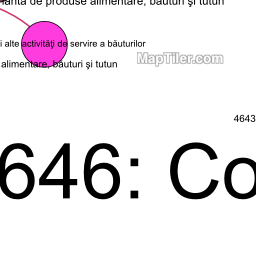 de produse alimentare, băuturi şi tutun
i alte activităţi de servire a băuturilor
alimentare, băuturi şi tutun
MapTiler.com
4643
646: Co